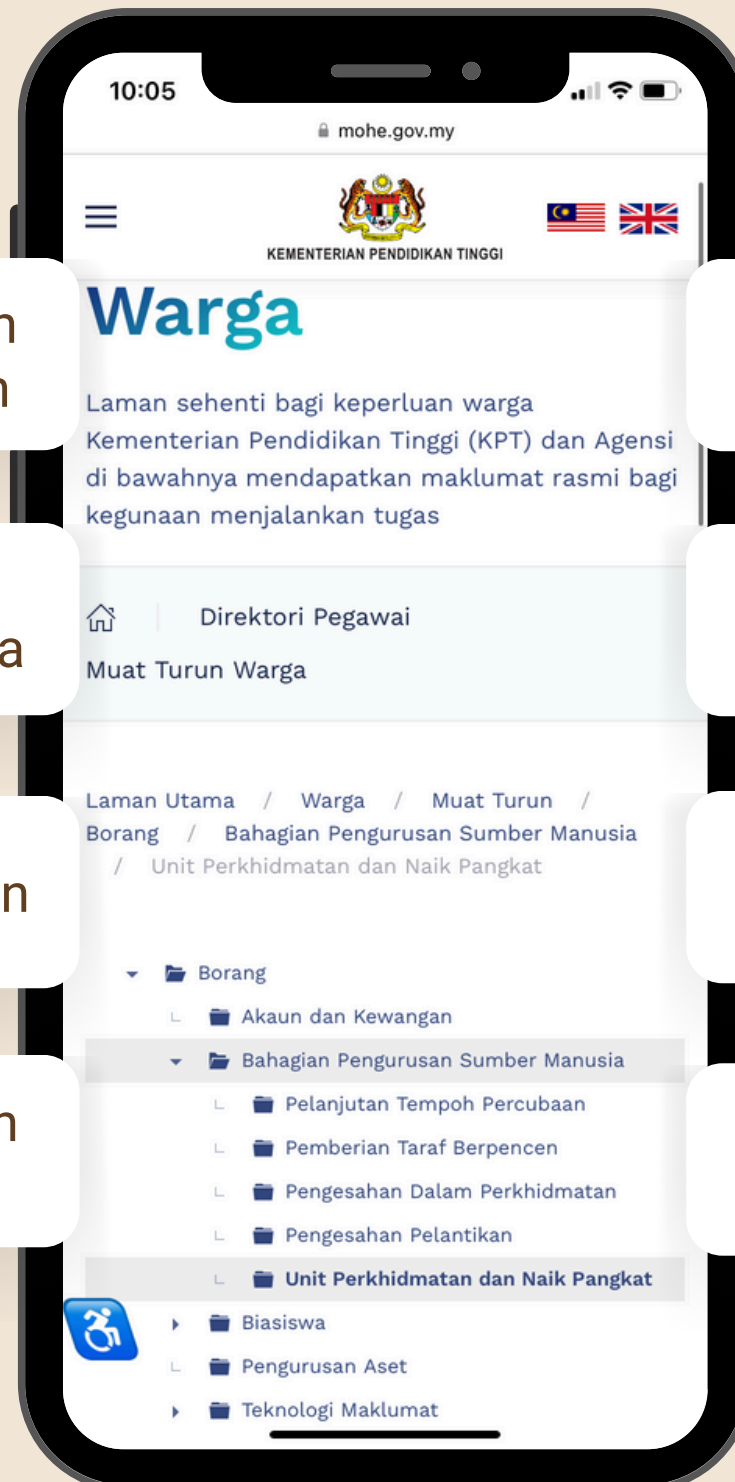 10:05
mohe.gov.my
KEMENTERIAN PENDIDIKAN TINGGI
Warga
Laman sehenti bagi keperluan warga
Kementerian Pendidikan Tinggi (KPT) dan Agensi
di bawahnya mendapatkan maklumat rasmi bagi
kegunaan menjalankan tugas
Direktori Pegawai
Muat Turun Warga
Laman Utama / Warga / Muat Turun /
Borang / Bahagian Pengurusan Sumber Manusia
/ Unit Perkhidmatan dan Naik Pangkat
Borang
Akaun dan Kewangan
Bahagian Pengurusan Sumber Manusia
Pelanjutan Tempoh Percubaan
Pemberian Taraf Berpencen
Pengesahan Dalam Perkhidmatan
Pengesahan Pelantikan
Unit Perkhidmatan dan Naik Pangkat
Biasiswa
Pengurusan Aset
Teknologi Maklumat